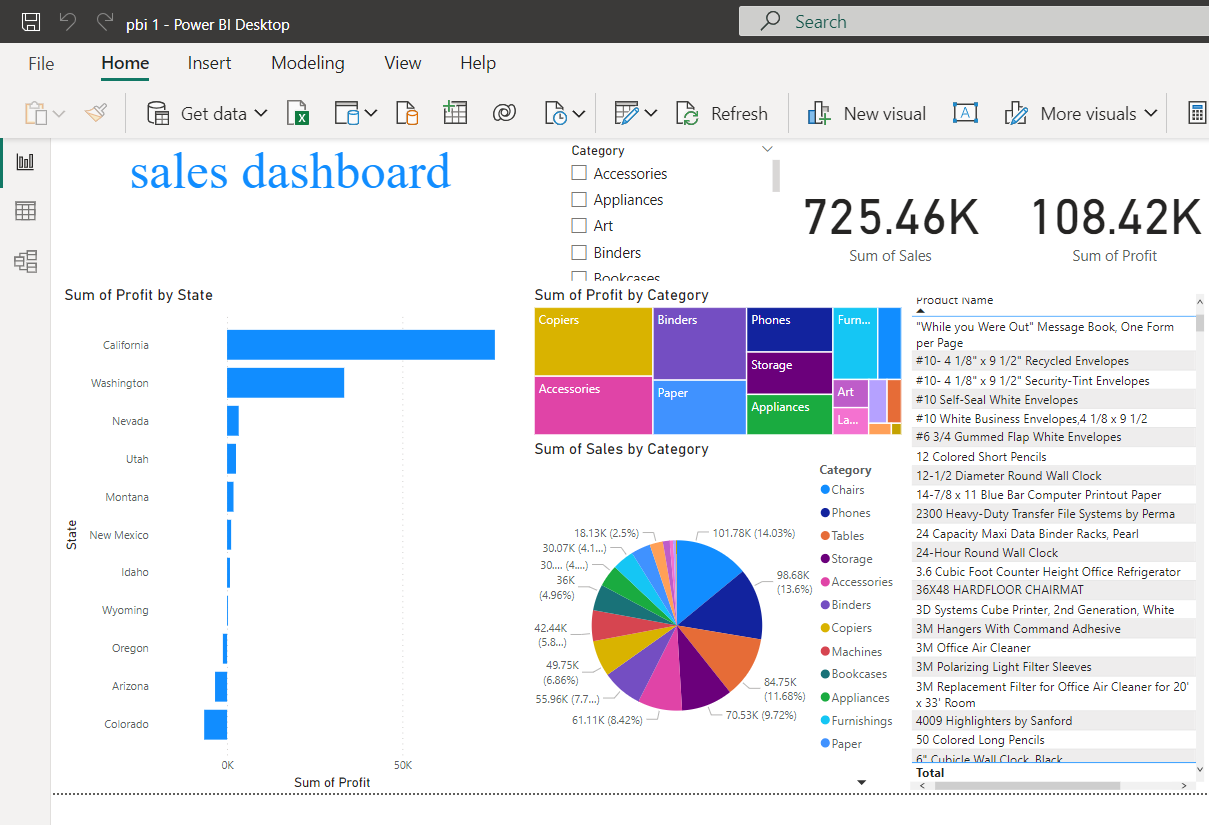 pbi 1 - Power BI Desktop
Search
File Home Insert Modeling View Help
Get data Refresh New visual More visuals
sales dashboard
Category
Accessories
Appliances
Art
Binders
Bookcases
725.46K
Sum of Sales
108.42K
Sum of Profit
Sum of Profit by State
State
California
Washington
Nevada
Utah
Montana
New Mexico
Idaho
Wyoming
Oregon
Arizona
Colorado
0K 50K
Sum of Profit
Sum of Profit by Category
Copiers
Accessories
Binders
Paper
Phones
Storage
Appliances
Furn...
Art
La...
Sum of Sales by Category
101.78K (14.03%)
98.68K
(13.6%)
84.75K
(11.68%)
70.53K (9.72%)
61.11K (8.42%)
55.96K (7.7...)
49.75K
(6.86%)
42.44K
(5.8...)
36K
(4.96%)
30.... (4....)
30.07K (4.1...)
18.13K (2.5%)
Category
Chairs
Phones
Tables
Storage
Accessories
Binders
Copiers
Machines
Bookcases
Appliances
Furnishings
Paper
Product Name
"While you Were Out" Message Book, One Form
per Page
#10- 4 1/8" x 9 1/2" Recycled Envelopes
#10- 4 1/8" x 9 1/2" Security-Tint Envelopes
#10 Self-Seal White Envelopes
#10 White Business Envelopes,4 1/8 x 9 1/2
#6 3/4 Gummed Flap White Envelopes
12 Colored Short Pencils
12-1/2 Diameter Round Wall Clock
14-7/8 x 11 Blue Bar Computer Printout Paper
2300 Heavy-Duty Transfer File Systems by Perma
24 Capacity Maxi Data Binder Racks, Pearl
24-Hour Round Wall Clock
3.6 Cubic Foot Counter Height Office Refrigerator
36X48 HARDFLOOR CHAIRMAT
3D Systems Cube Printer, 2nd Generation, White
3M Hangers With Command Adhesive
3M Office Air Cleaner
3M Polarizing Light Filter Sleeves
3M Replacement Filter for Office Air Cleaner for 20'
x 33' Room
4009 Highlighters by Sanford
50 Colored Long Pencils
6" Cubicle Wall Clock, Black
Total